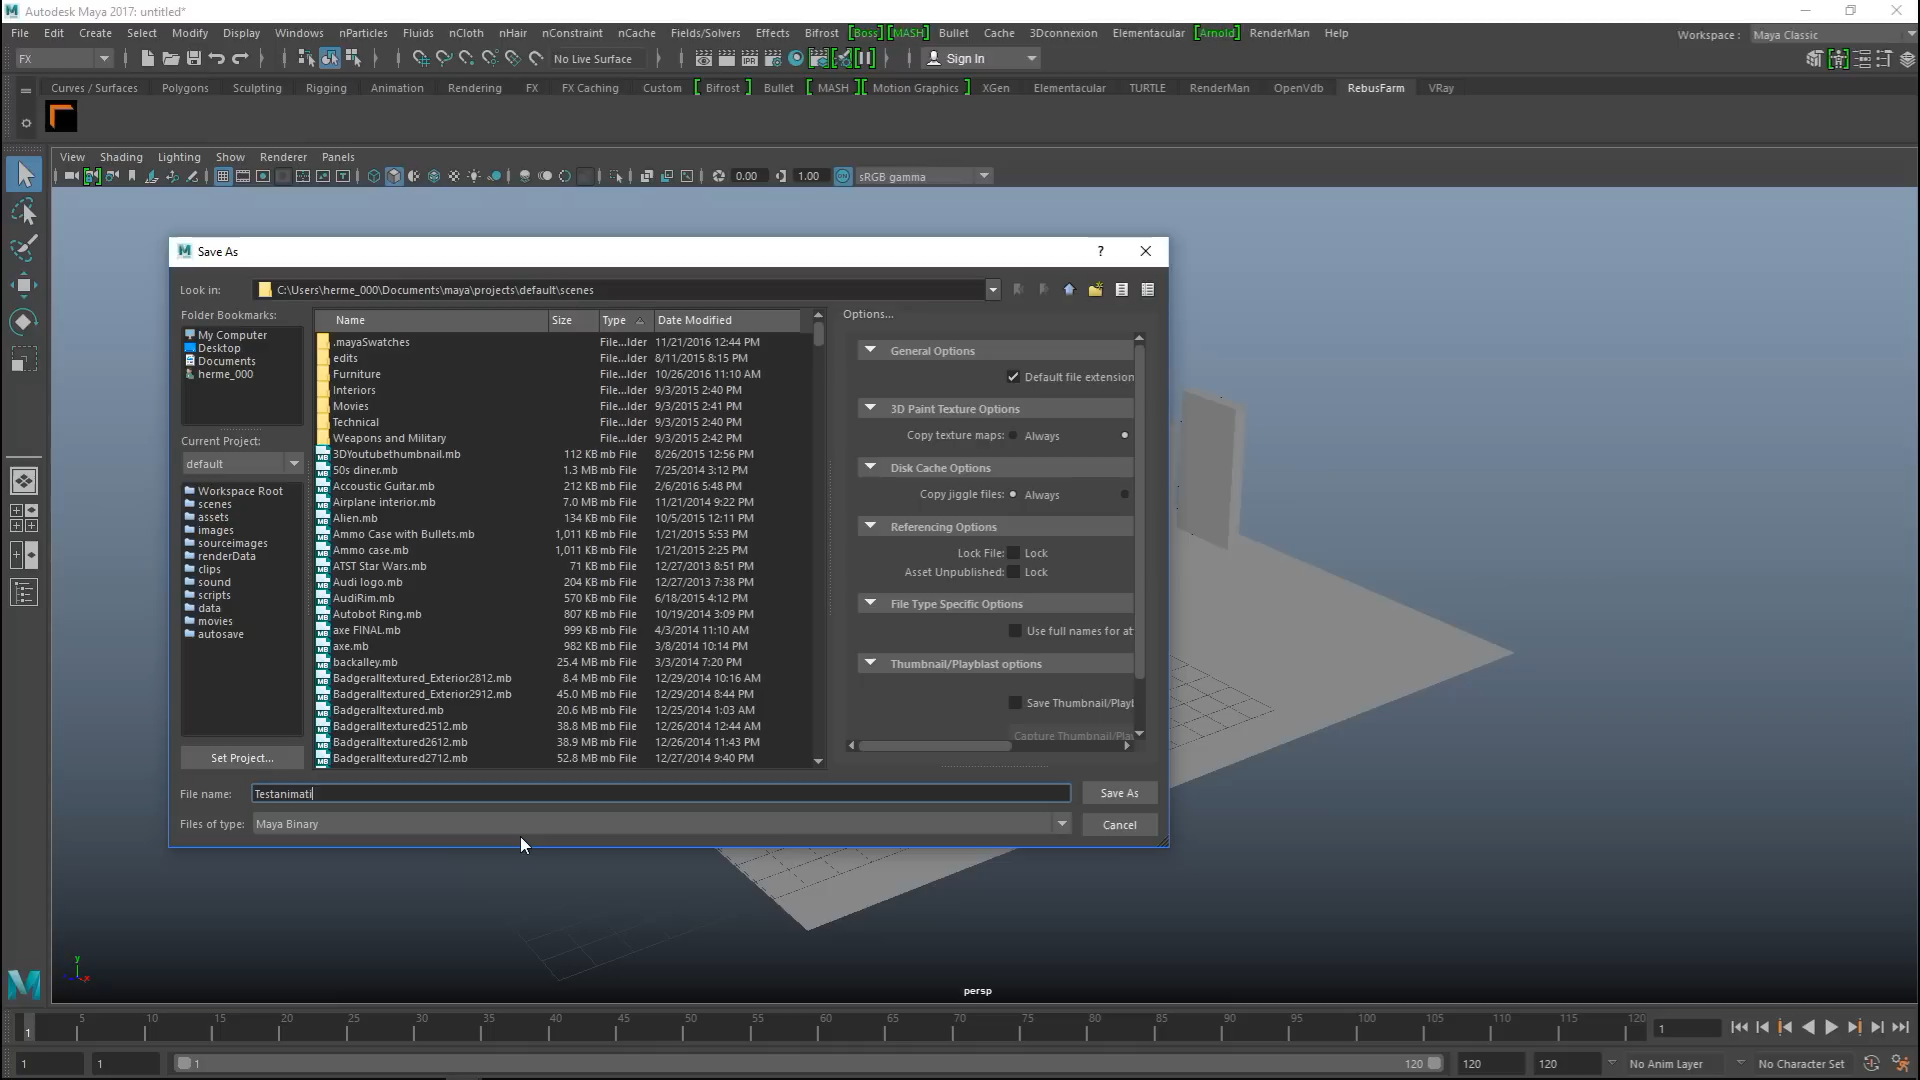 Autodesk Maya 2017: untitled*
File Edit Create Select Modify Display Windows nParticles Fluids nCloth nHair nConstraint nCache Fields/Solvers Effects Bifrost [Boss] [MASH] Bullet Cache 3Dconnexion Elementacular [Arnold] RenderMan Help Workspace : Maya Classic
FX No Live Surface Sign In
Curves / Surfaces Polygons Sculpting Rigging Animation Rendering FX FX Caching Custom [ Bifrost ] Bullet [ MASH ][ Motion Graphics ] XGen Elementacular TURTLE RenderMan OpenVdb RebusFarm VRay
View Shading Lighting Show Renderer Panels
0.00 1.00 sRGB gamma
Save As ?
Look in: C:\Users\herme_000\Documents\maya\projects\default\scenes
Folder Bookmarks:
My Computer
Desktop
Documents
herme_000
Current Project:
default
Workspace Root
scenes
assets
images
sourceimages
renderData
clips
sound
scripts
data
movies
autosave
Set Project...
Name Size Type Date Modified
.mayaSwatches File...lder 11/21/2016 12:44 PM
edits File...lder 8/11/2015 8:15 PM
Furniture File...lder 10/26/2016 11:10 AM
Interiors File...lder 9/3/2015 2:40 PM
Movies File...lder 9/3/2015 2:41 PM
Technical File...lder 9/3/2015 2:40 PM
Weapons and Military File...lder 9/3/2015 2:42 PM
3DYoutubethumbnail.mb 112 KB mb File 8/26/2015 12:56 PM
50s diner.mb 1.3 MB mb File 7/25/2014 3:12 PM
Accoustic Guitar.mb 212 KB mb File 2/6/2016 5:48 PM
Airplane interior.mb 7.0 MB mb File 11/21/2014 9:22 PM
Alien.mb 134 KB mb File 10/5/2015 12:11 PM
Ammo Case with Bullets.mb 1,011 KB mb File 1/21/2015 5:53 PM
Ammo case.mb 1,011 KB mb File 1/21/2015 2:25 PM
ATST Star Wars.mb 71 KB mb File 12/27/2013 8:51 PM
Audi logo.mb 204 KB mb File 12/27/2013 7:38 PM
AudiRim.mb 570 KB mb File 6/18/2015 4:12 PM
Autobot Ring.mb 807 KB mb File 10/19/2014 3:09 PM
axe FINAL.mb 999 KB mb File 4/3/2014 11:10 AM
axe.mb 982 KB mb File 3/8/2014 10:14 PM
backalley.mb 25.4 MB mb File 3/3/2014 7:20 PM
Badgeralltextured_Exterior2812.mb 8.4 MB mb File 12/29/2014 10:16 AM
Badgeralltextured_Exterior2912.mb 45.0 MB mb File 12/29/2014 8:44 PM
Badgeralltextured.mb 20.6 MB mb File 12/25/2014 1:03 AM
Badgeralltextured2512.mb 38.8 MB mb File 12/26/2014 12:44 AM
Badgeralltextured2612.mb 38.9 MB mb File 12/26/2014 11:43 PM
Badgeralltextured2712.mb 52.8 MB mb File 12/27/2014 9:40 PM
Options...
General Options
Default file extension
3D Paint Texture Options
Copy texture maps: Always
Disk Cache Options
Copy jiggle files: Always
Referencing Options
Lock File: Lock
Asset Unpublished: Lock
File Type Specific Options
Use full names for at
Thumbnail/Playblast options
Save Thumbnail/Playb
Capture Thumbnail/Play
File name: Testanimati Save As
Files of type: Maya Binary Cancel
y
x
persp
5 10 15 20 25 30 35 40 45 50 55 60 65 70 75 80 85 90 95 100 105 110 115 120
1 1
1 1 1 120 120 120 No Anim Layer No Character Set